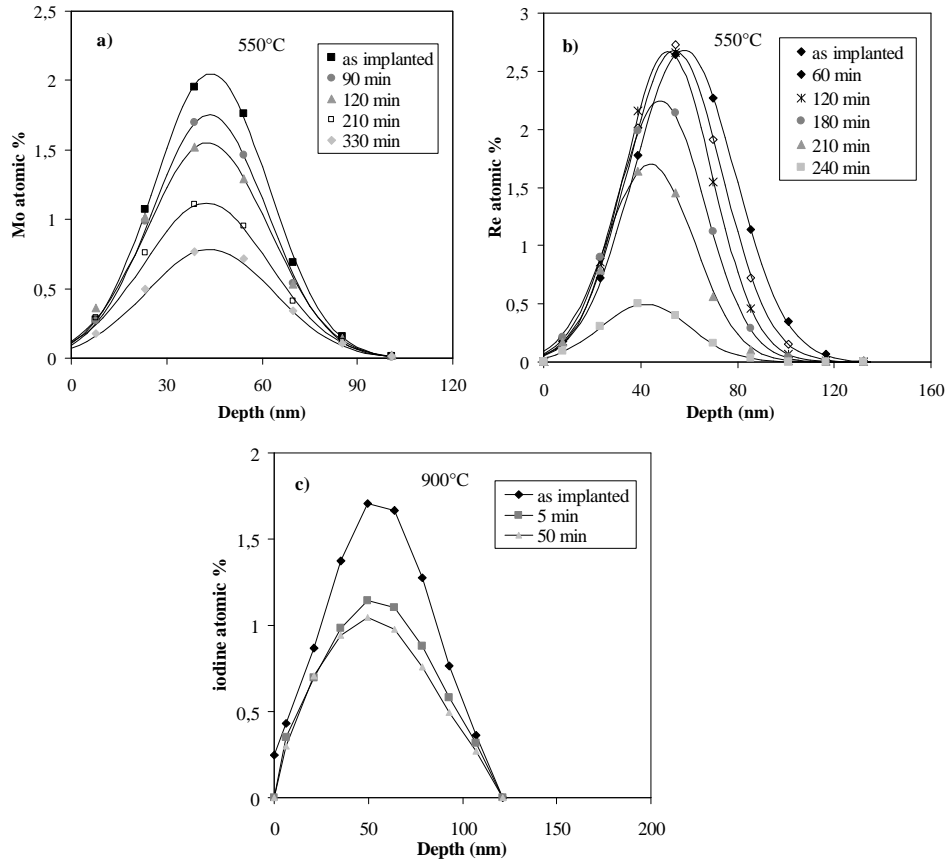 a)
550°C
as implanted
90 min
120 min
210 min
330 min
Mo atomic %
2,5
2
1,5
1
0,5
0
0
30
60
90
120
Depth (nm)
b)
550°C
as implanted
60 min
120 min
180 min
210 min
240 min
Re atomic %
3
2,5
2
1,5
1
0,5
0
0
40
80
120
160
Depth (nm)
c)
900°C
as implanted
5 min
50 min
iodine atomic %
2
1,5
1
0,5
0
0
50
100
150
200
Depth (nm)